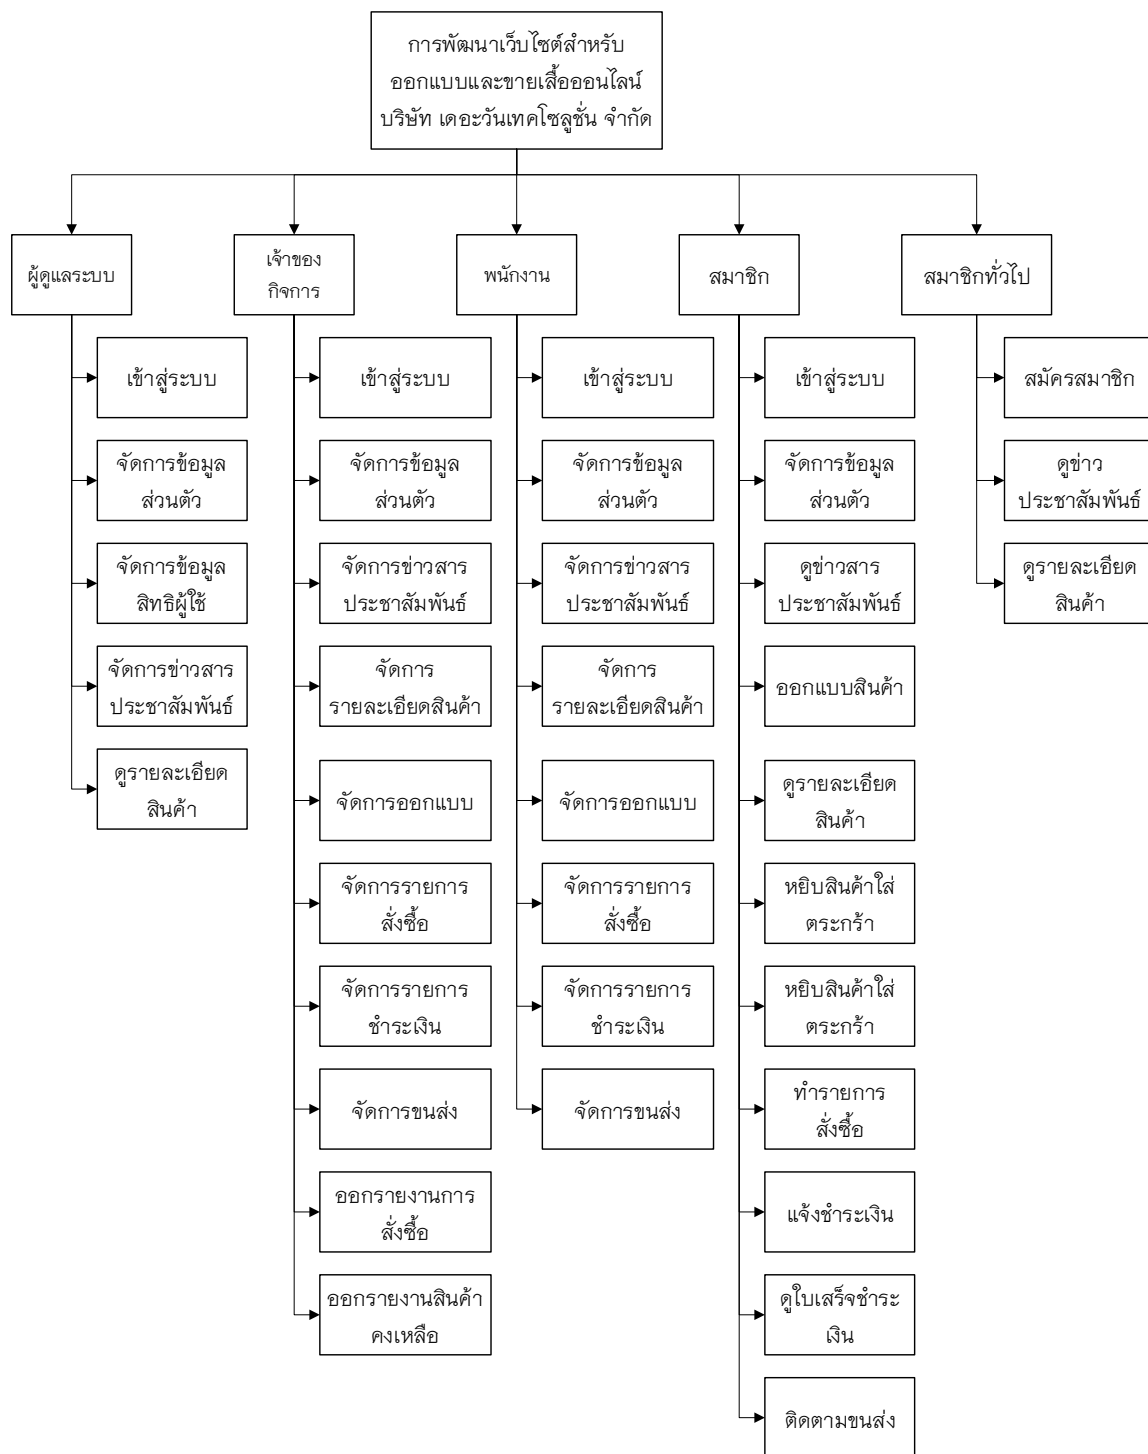 การพัฒนาเว็บไซต์สำหรับ
ออกแบบและขายเสื้อออนไลน์
บริษัท เดอะวันเทคโซลูชั่น จำกัด
ผู้ดูแลระบบ
เจ้าของ
กิจการ
พนักงาน
สมาชิก
สมาชิกทั่วไป
เข้าสู่ระบบ
จัดการข้อมูล
ส่วนตัว
จัดการข้อมูล
สิทธิผู้ใช้
จัดการข่าวสาร
ประชาสัมพันธ์
ดูรายละเอียด
สินค้า
เข้าสู่ระบบ
จัดการข้อมูล
ส่วนตัว
จัดการข่าวสาร
ประชาสัมพันธ์
จัดการ
รายละเอียดสินค้า
จัดการออกแบบ
จัดการรายการ
สั่งซื้อ
จัดการรายการ
ชำระเงิน
จัดการขนส่ง
ออกรายงานการ
สั่งซื้อ
ออกรายงานสินค้า
คงเหลือ
เข้าสู่ระบบ
จัดการข้อมูล
ส่วนตัว
จัดการข่าวสาร
ประชาสัมพันธ์
จัดการ
รายละเอียดสินค้า
จัดการออกแบบ
จัดการรายการ
สั่งซื้อ
จัดการรายการ
ชำระเงิน
จัดการขนส่ง
เข้าสู่ระบบ
จัดการข้อมูล
ส่วนตัว
ดูข่าวสาร
ประชาสัมพันธ์
ออกแบบสินค้า
ดูรายละเอียด
สินค้า
หยิบสินค้าใส่
ตระกร้า
หยิบสินค้าใส่
ตระกร้า
ทำรายการ
สั่งซื้อ
แจ้งชำระเงิน
ดูใบเสร็จชำระ
เงิน
ติดตามขนส่ง
สมัครสมาชิก
ดูข่าว
ประชาสัมพันธ์
ดูรายละเอียด
สินค้า